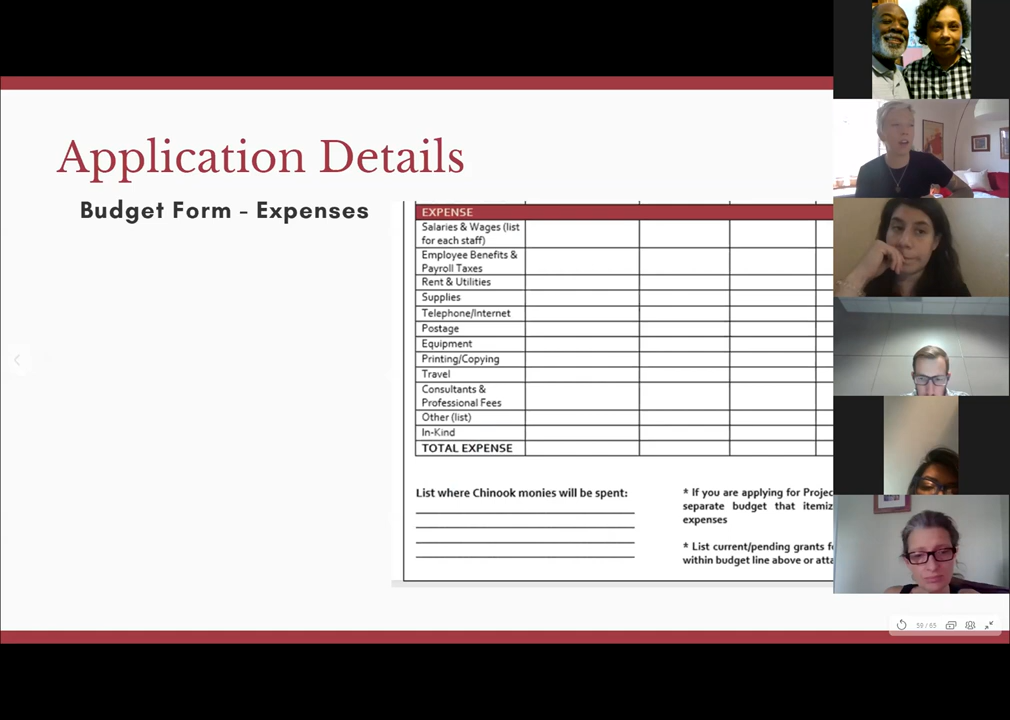 Application Details
Budget Form - Expenses
EXPENSE
Salaries & Wages (list
for each staff)
Employee Benefits &
Payroll Taxes
Rent & Utilities
Supplies
Telephone/Internet
Postage
Equipment
Printing/Copying
Travel
Consultants &
Professional Fees
Other (list)
In-Kind
TOTAL EXPENSE
List where Chinook monies will be spent:
* If you are applying for Projec
separate budget that itemiz
expenses
* List current/pending grants f
within budget line above or atta
59 / 65